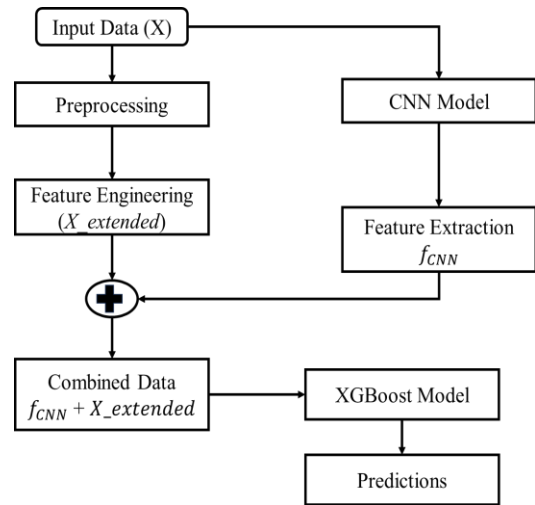 Input Data (X)
Preprocessing
CNN Model
Feature Engineering
(X_extended)
Feature Extraction
f_CNN
Combined Data
f_CNN + X_extended
XGBoost Model
Predictions